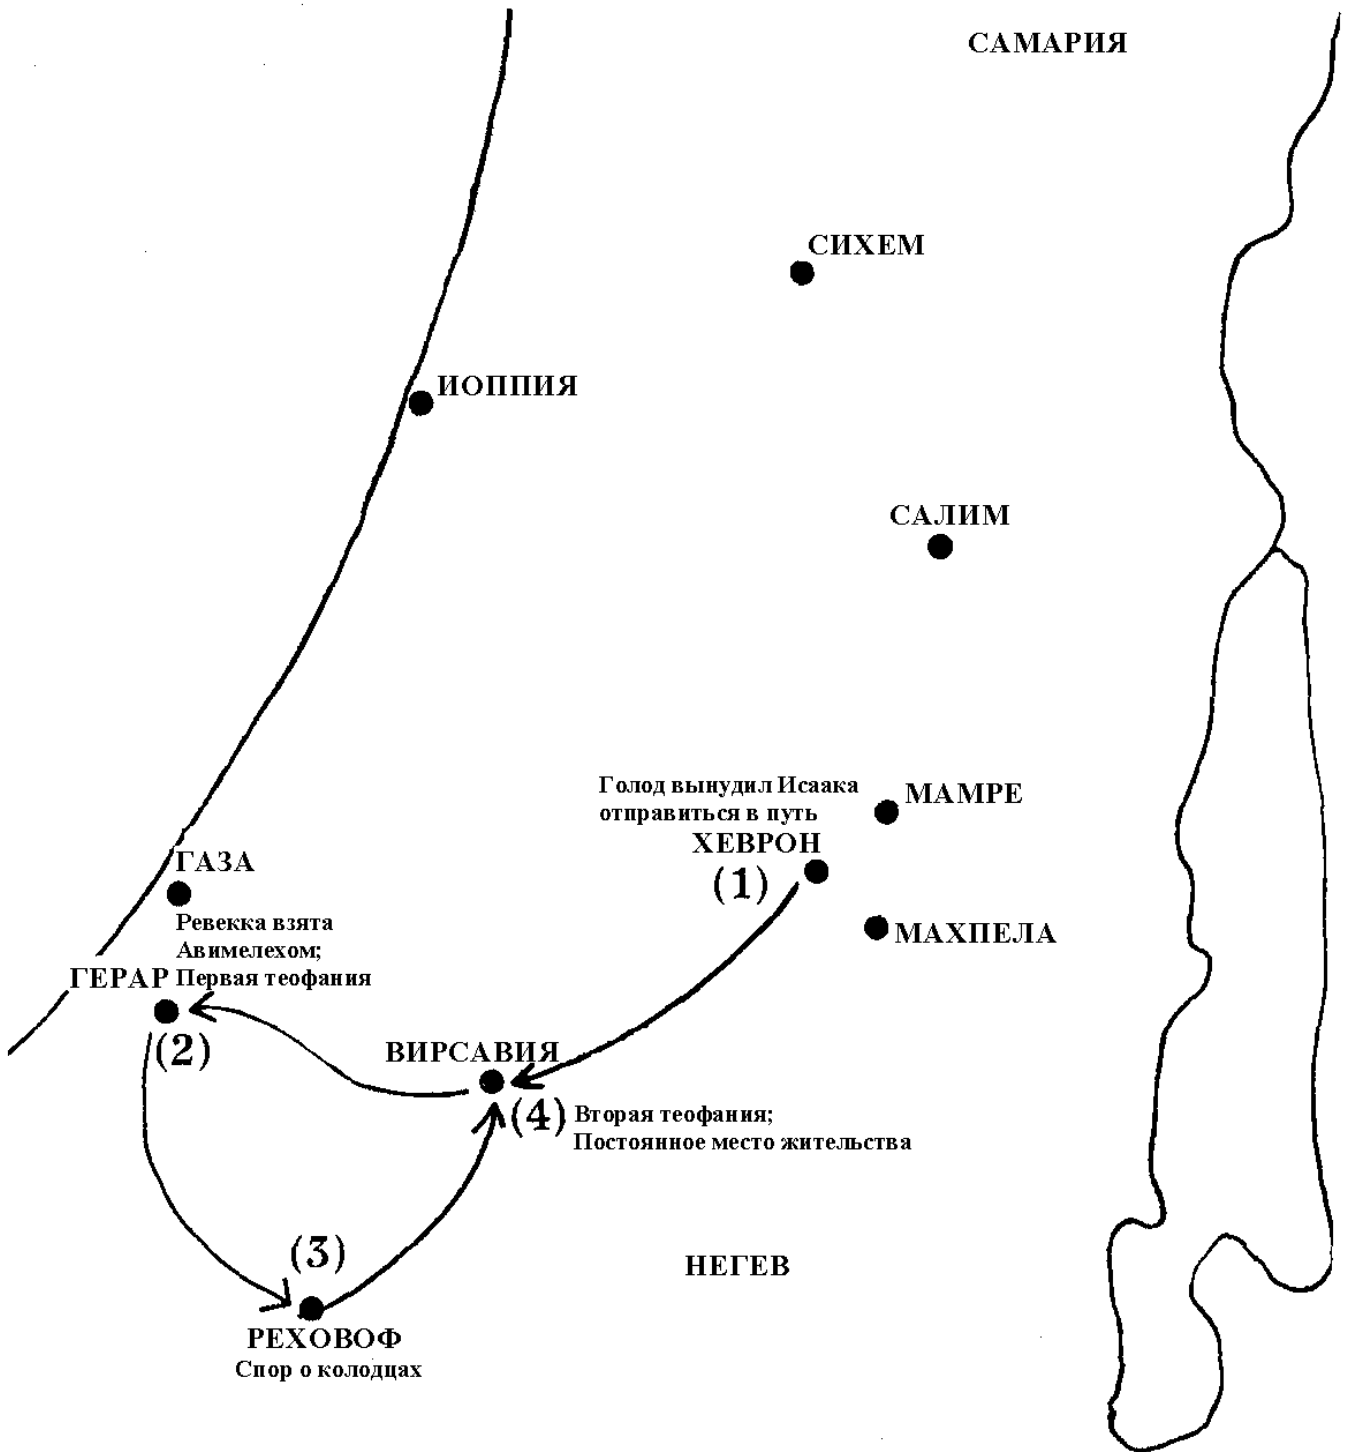 САМАРИЯ
СИХЕМ
ИОППИЯ
САЛИМ
Голод вынудил Исаака
отправиться в путь
МАМРЕ
ХЕВРОН
(1)
ГАЗА
Ревекка взята
Авимелехом;
МАХПЕЛА
ГЕРАР Первая теофания
(2)
ВИРСАВИЯ
(4) Вторая теофания;
Постоянное место жительства
(3)
НЕГЕВ
РЕХОВОФ
Спор о колодцах